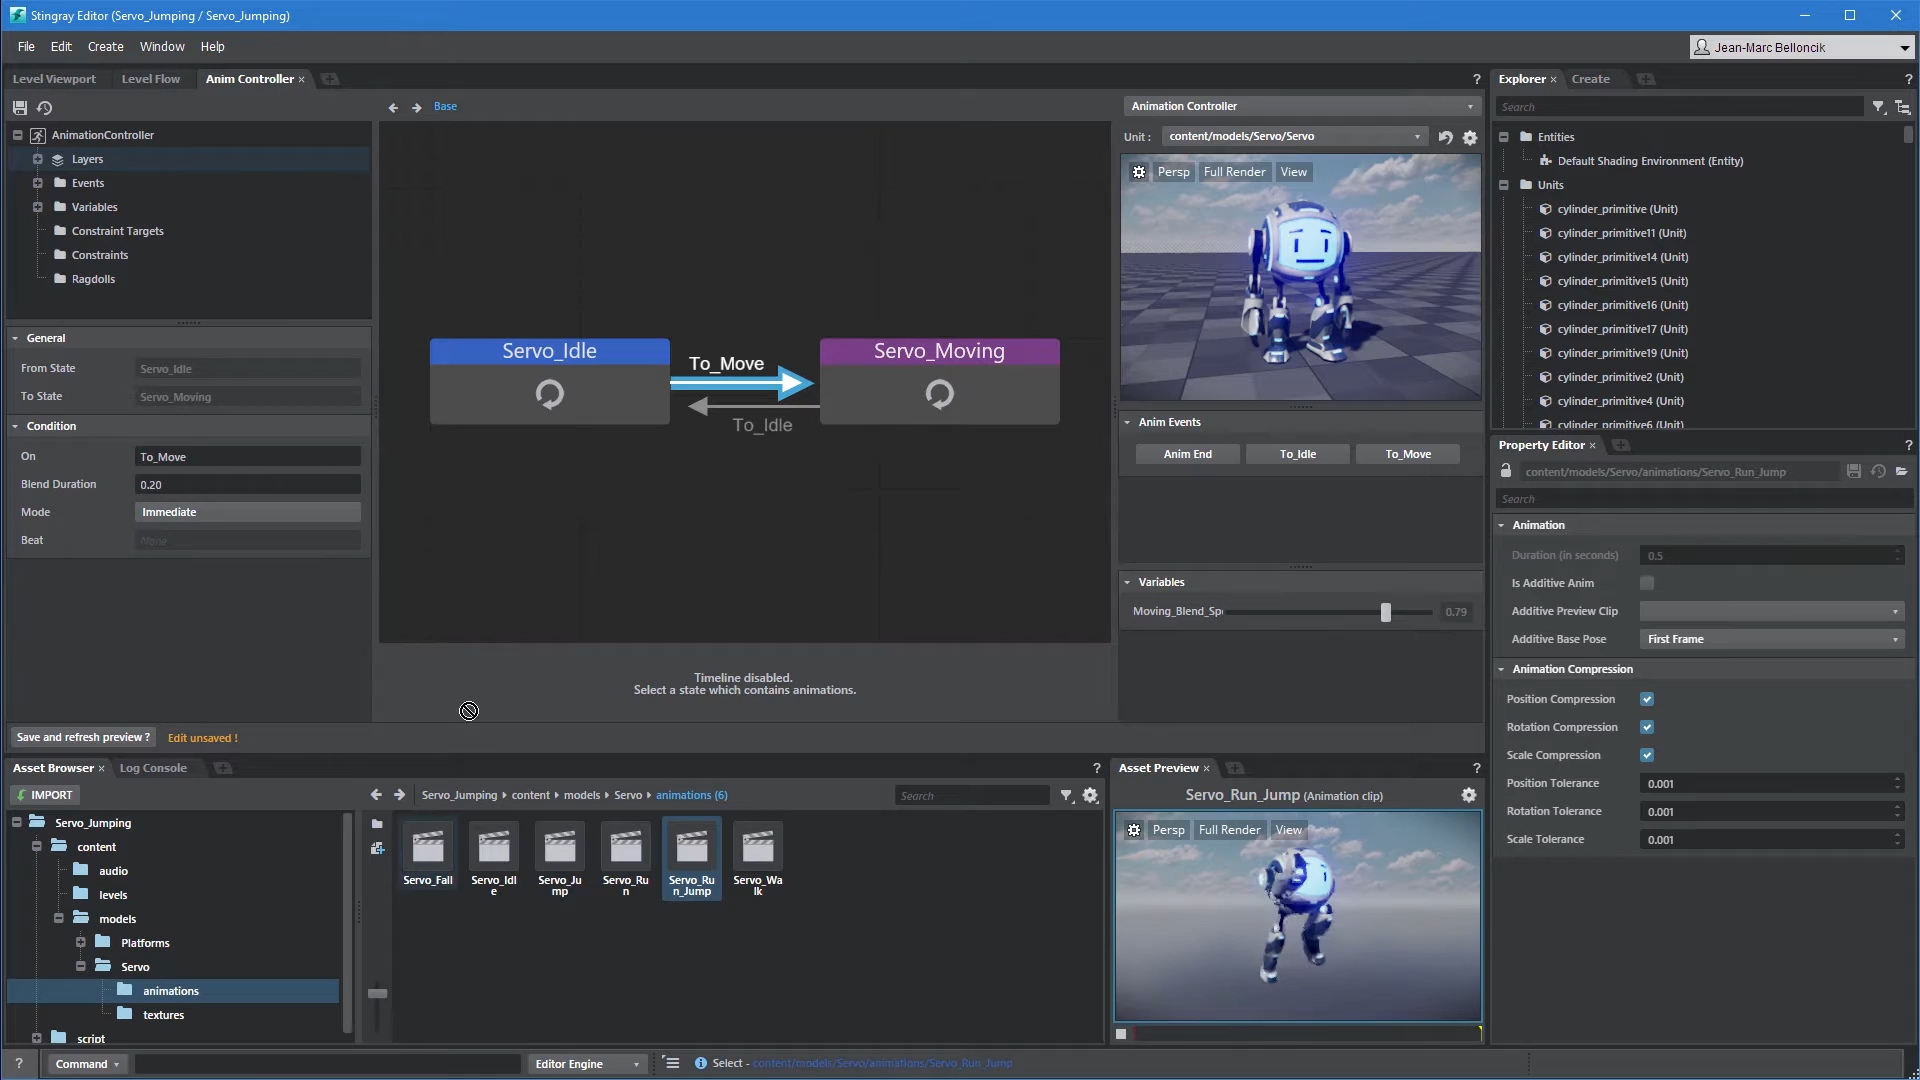 Stingray Editor (Servo_Jumping / Servo_Jumping)
File Edit Create Window Help
Jean-Marc Belloncik
Level Viewport Level Flow Anim Controller ×
AnimationController
Layers
Events
Variables
Constraint Targets
Constraints
Ragdolls
General
From State Servo_Idle
To State Servo_Moving
Condition
On To_Move
Blend Duration 0.20
Mode Immediate
Beat None
Save and refresh preview ? Edit unsaved !
Base
Servo_Idle
To_Move
Servo_Moving
To_Idle
Timeline disabled.
Select a state which contains animations.
?
Animation Controller
Unit : content/models/Servo/Servo
Persp Full Render View
Anim Events
Anim End To_Idle To_Move
Variables
Moving_Blend_Sp 0.79
Explorer × Create ?
Search
Entities
Default Shading Environment (Entity)
Units
cylinder_primitive (Unit)
cylinder_primitive11 (Unit)
cylinder_primitive14 (Unit)
cylinder_primitive15 (Unit)
cylinder_primitive16 (Unit)
cylinder_primitive17 (Unit)
cylinder_primitive19 (Unit)
cylinder_primitive2 (Unit)
cylinder_primitive4 (Unit)
cylinder_primitive6 (Unit)
Property Editor × ?
content/models/Servo/animations/Servo_Run_Jump
Search
Animation
Duration (in seconds) 0.5
Is Additive Anim
Additive Preview Clip
Additive Base Pose First Frame
Animation Compression
Position Compression
Rotation Compression
Scale Compression
Position Tolerance 0.001
Rotation Tolerance 0.001
Scale Tolerance 0.001
Asset Browser × Log Console ?
IMPORT
Servo_Jumping
content
audio
levels
models
Platforms
Servo
animations
textures
script
Servo_Jumping content models Servo animations (6) Search
Servo_Fall
Servo_Idl
e
Servo_Ju
mp
Servo_Ru
n
Servo_Ru
n_Jump
Servo_Wa
lk
Asset Preview × ?
Servo_Run_Jump (Animation clip)
Persp Full Render View
? Command Editor Engine Select - content/models/Servo/animations/Servo_Run_Jump